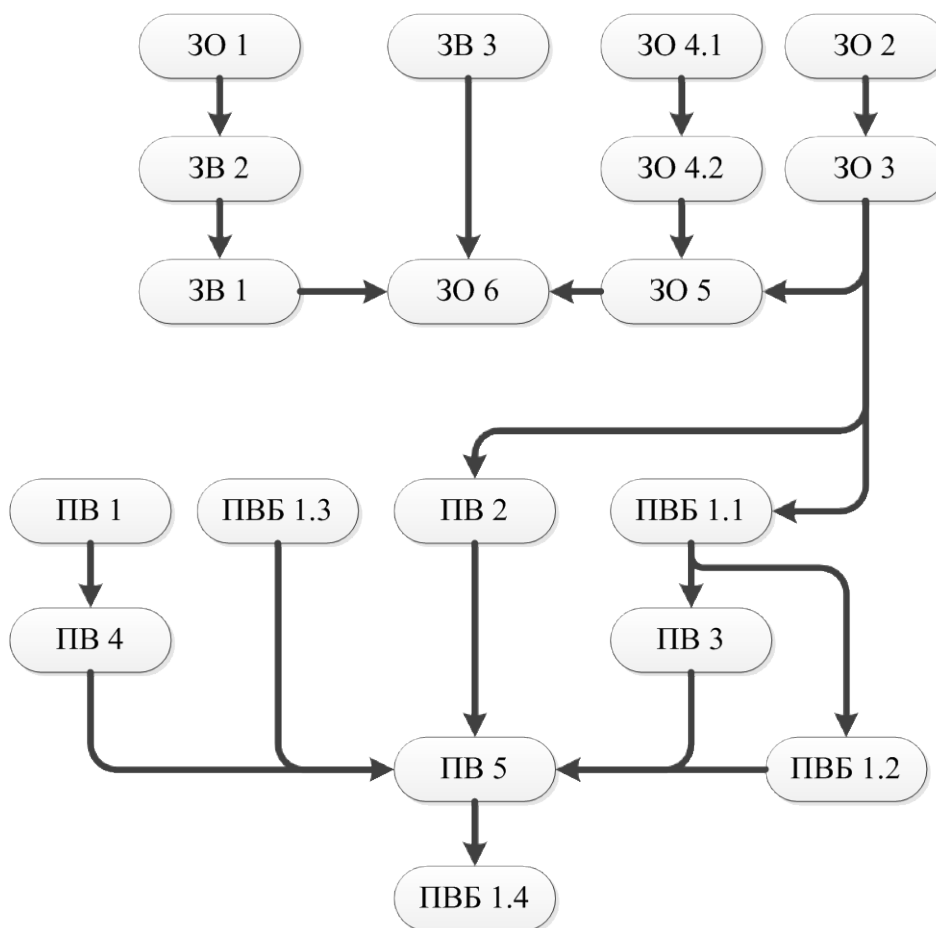 ЗО 1
ЗВ 3
ЗО 4.1
ЗО 2
ЗВ 2
ЗО 4.2
ЗО 3
ЗВ 1
ЗО 6
ЗО 5
ПВ 1
ПВБ 1.3
ПВ 2
ПВБ 1.1
ПВ 4
ПВ 3
ПВ 5
ПВБ 1.2
ПВБ 1.4